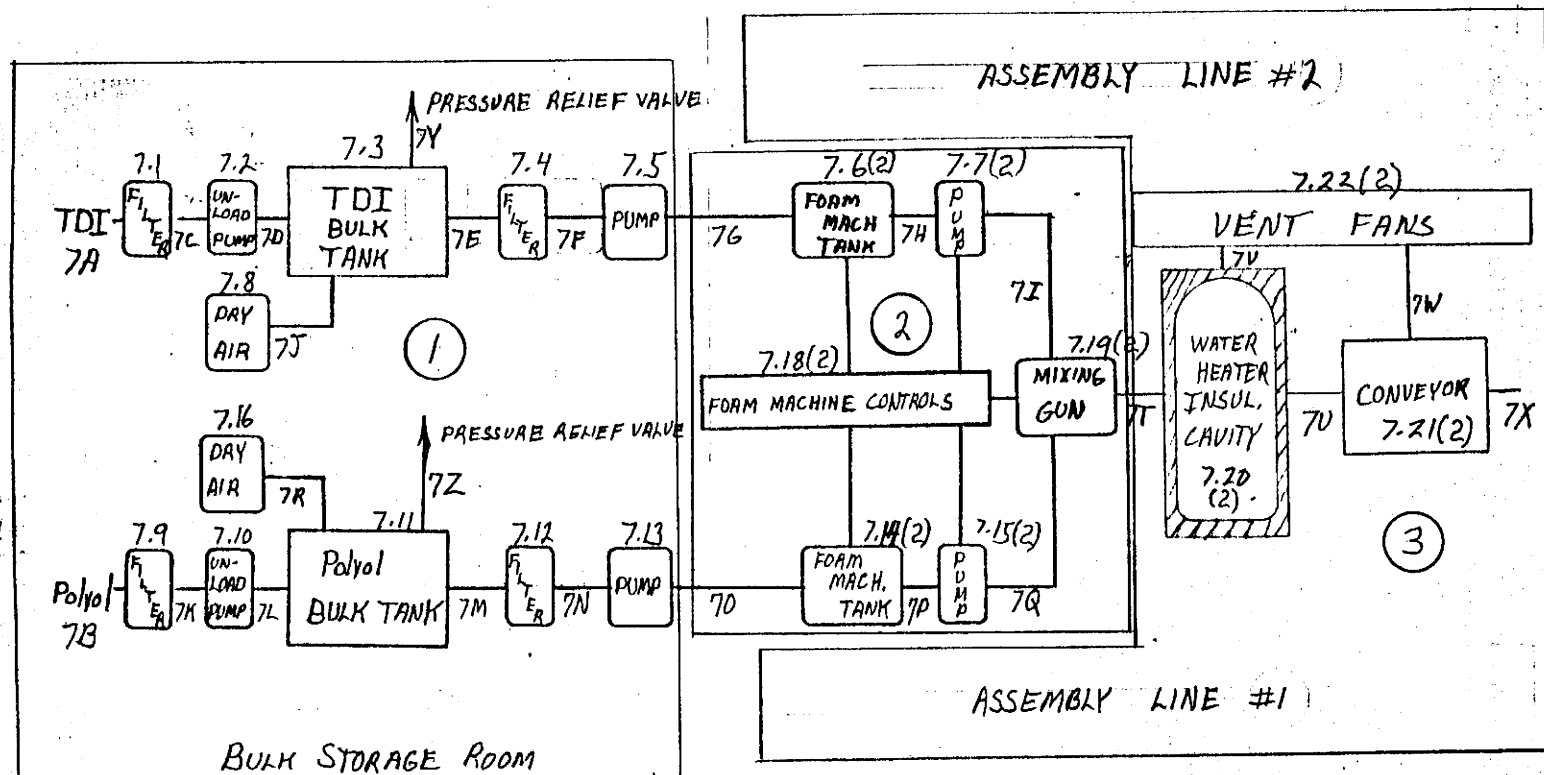 ASSEMBLY LINE #2
PRESSURE RELIEF VALVE
7Y
7.1
FILTER
7.2
UN-
LOAD
PUMP
7.3
TDI
BULK
TANK
7.4
FILTER
7.5
PUMP
7.6(2)
FOAM
MACH
TANK
7.7(2)
PUMP
7.22(2)
VENT FANS
TDI
7A
7C
7D
7E
7F
7G
7H
7I
7V
7W
7.8
DRY
AIR
7J
1
2
7.18(2)
FOAM MACHINE CONTROLS
7.19(2)
MIXING
GUN
7T
WATER
HEATER
INSUL.
CAVITY
7.20
(2)
7U
CONVEYOR
7.21(2)
7X
7.16
DRY
AIR
7R
PRESSURE RELIEF VALVE
7Z
7.9
FILTER
7.10
UN-
LOAD
PUMP
7.11
Polyol
BULK TANK
7.12
FILTER
7.13
PUMP
7.14(2)
FOAM
MACH.
TANK
7.15(2)
PUMP
3
Polyol
7B
7K
7L
7M
7N
7O
7P
7Q
ASSEMBLY LINE #1
BULK STORAGE ROOM